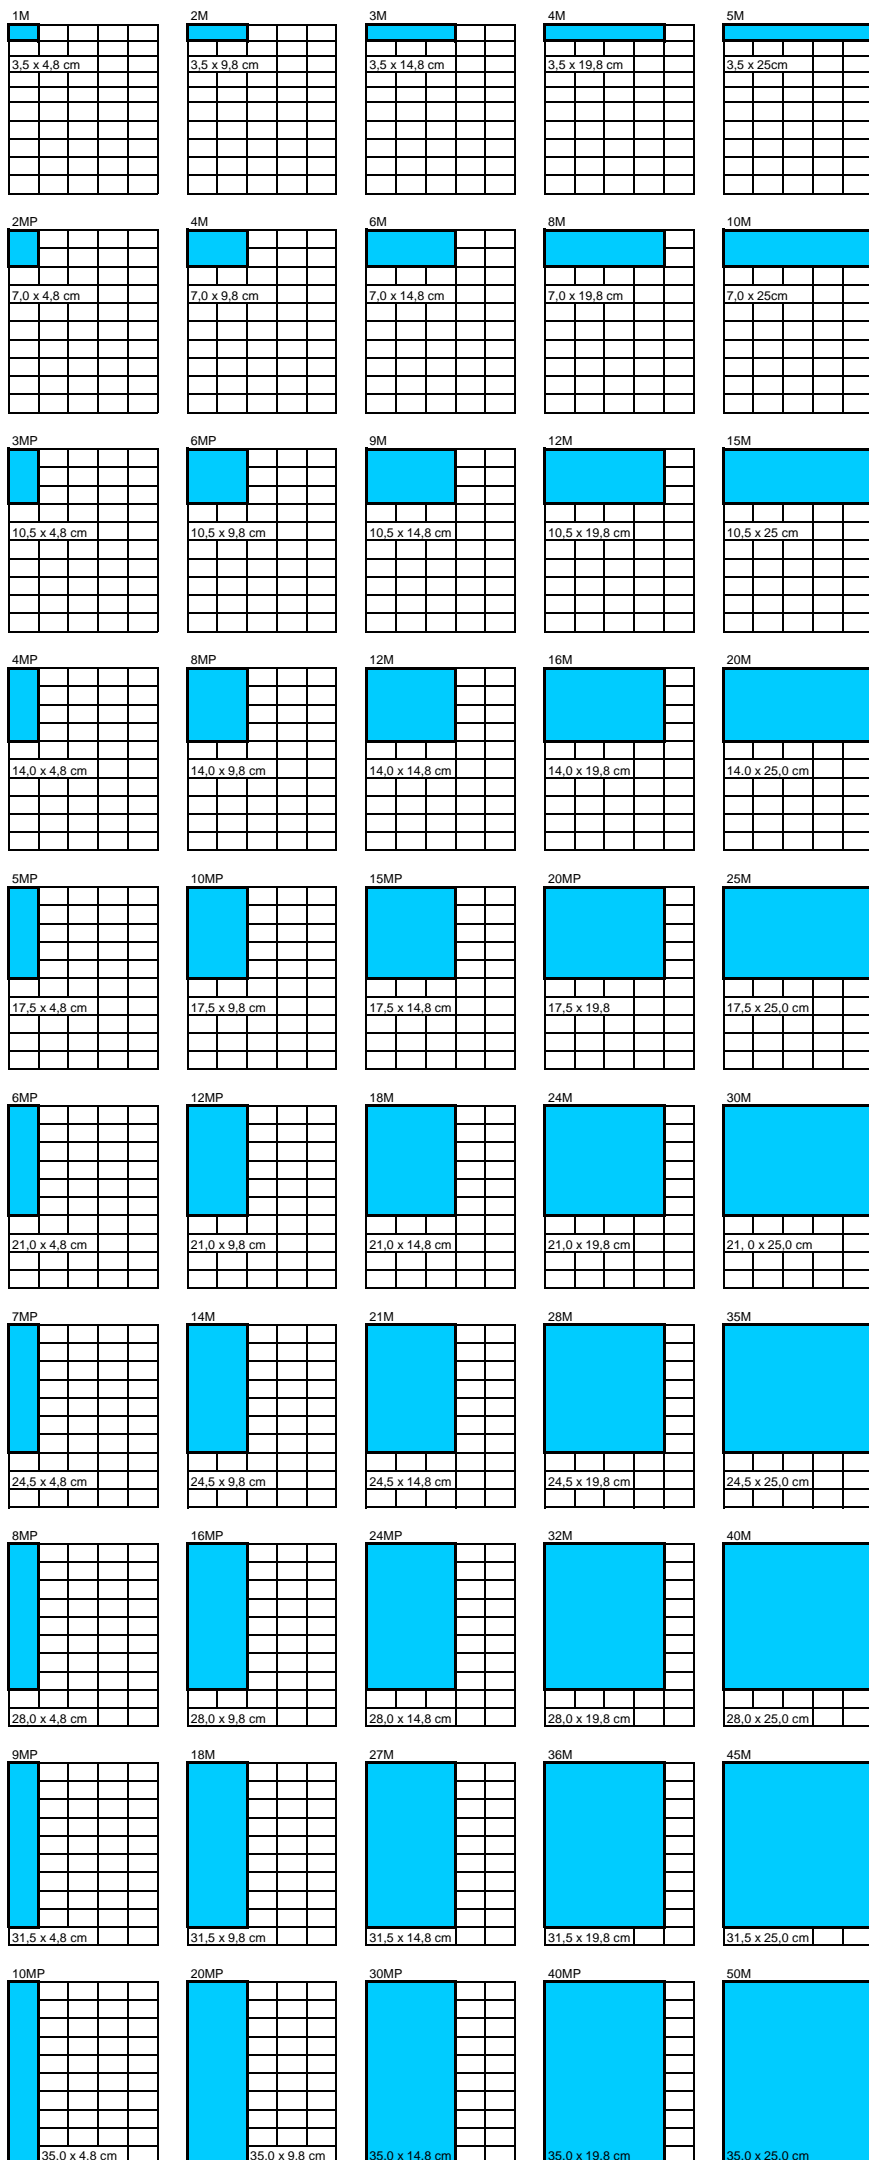 1M 2M 3M 4M 5M
3,5 x 4,8 cm 3,5 x 9,8 cm 3,5 x 14,8 cm 3,5 x 19,8 cm 3,5 x 25cm
2MP 4M 6M 8M 10M
7,0 x 4,8 cm 7,0 x 9,8 cm 7,0 x 14,8 cm 7,0 x 19,8 cm 7,0 x 25cm
3MP 6MP 9M 12M 15M
10,5 x 4,8 cm 10,5 x 9,8 cm 10,5 x 14,8 cm 10,5 x 19,8 cm 10,5 x 25 cm
4MP 8MP 12M 16M 20M
14,0 x 4,8 cm 14,0 x 9,8 cm 14,0 x 14,8 cm 14,0 x 19,8 cm 14.0 x 25,0 cm
5MP 10MP 15MP 20MP 25M
17,5 x 4,8 cm 17,5 x 9,8 cm 17,5 x 14,8 cm 17,5 x 19,8 17,5 x 25,0 cm
6MP 12MP 18M 24M 30M
21,0 x 4,8 cm 21,0 x 9,8 cm 21,0 x 14,8 cm 21,0 x 19,8 cm 21, 0 x 25,0 cm
7MP 14M 21M 28M 35M
24,5 x 4,8 cm 24,5 x 9,8 cm 24,5 x 14,8 cm 24,5 x 19,8 cm 24,5 x 25,0 cm
8MP 16MP 24MP 32M 40M
28,0 x 4,8 cm 28,0 x 9,8 cm 28,0 x 14,8 cm 28,0 x 19,8 cm 28,0 x 25,0 cm
9MP 18M 27M 36M 45M
31,5 x 4,8 cm 31,5 x 9,8 cm 31,5 x 14,8 cm 31,5 x 19,8 cm 31,5 x 25,0 cm
10MP 20MP 30MP 40MP 50M
35,0 x 4,8 cm 35,0 x 9,8 cm 35,0 x 14,8 cm 35,0 x 19,8 cm 35,0 x 25,0 cm